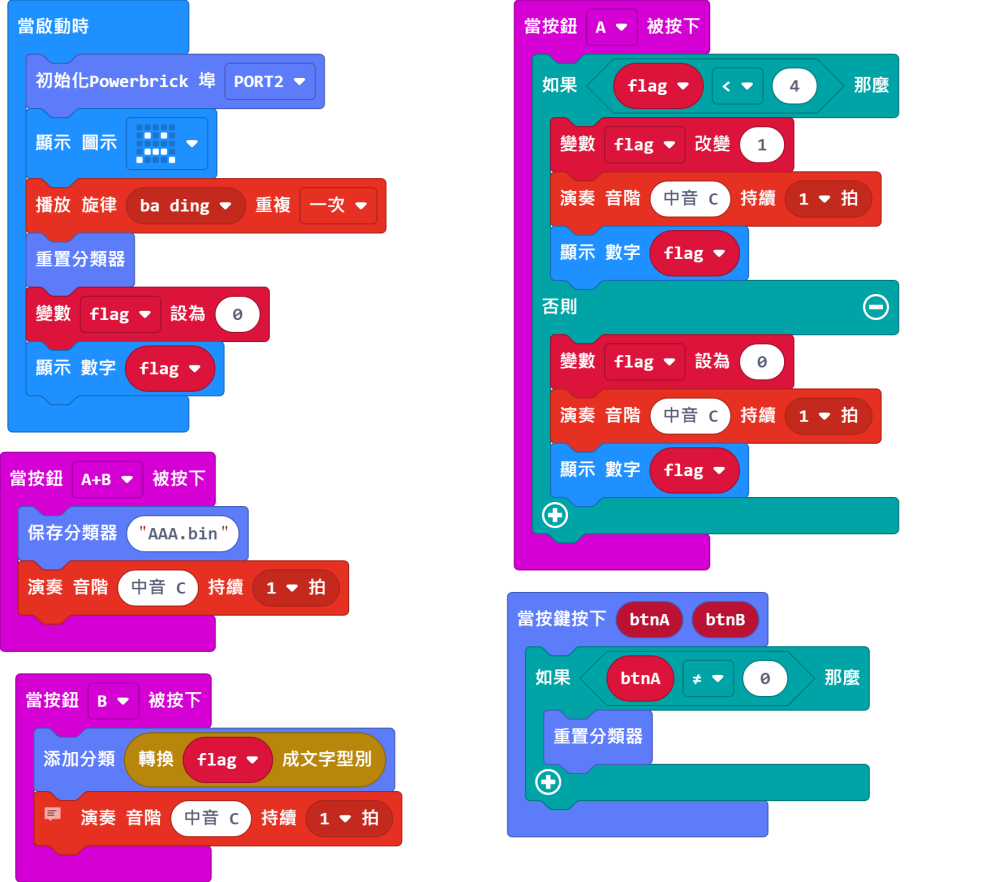 當啟動時
初始化Powerbrick 埠 PORT2
顯示 圖示
播放 旋律 ba ding 重複 一次
重置分類器
變數 flag 設為 0
顯示 數字 flag
當按鈕 A+B 被按下
保存分類器 "AAA.bin"
演奏 音階 中音 C 持續 1 拍
當按鈕 B 被按下
添加分類 轉換 flag 成文字型別
演奏 音階 中音 C 持續 1 拍
當按鈕 A 被按下
如果 flag < 4 那麼
變數 flag 改變 1
演奏 音階 中音 C 持續 1 拍
顯示 數字 flag
否則
變數 flag 設為 0
演奏 音階 中音 C 持續 1 拍
顯示 數字 flag
當按鍵按下 btnA btnB
如果 btnA ≠ 0 那麼
重置分類器